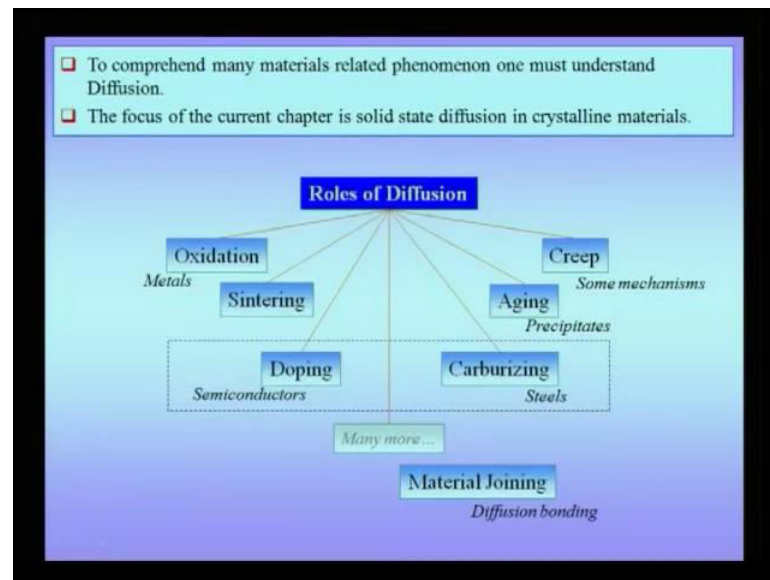 To comprehend many materials related phenomenon one must understand
Diffusion.
The focus of the current chapter is solid state diffusion in crystalline materials.
Roles of Diffusion
Oxidation
Metals
Creep
Some mechanisms
Sintering
Aging
Precipitates
Doping
Semiconductors
Carburizing
Steels
Many more...
Material Joining
Diffusion bonding